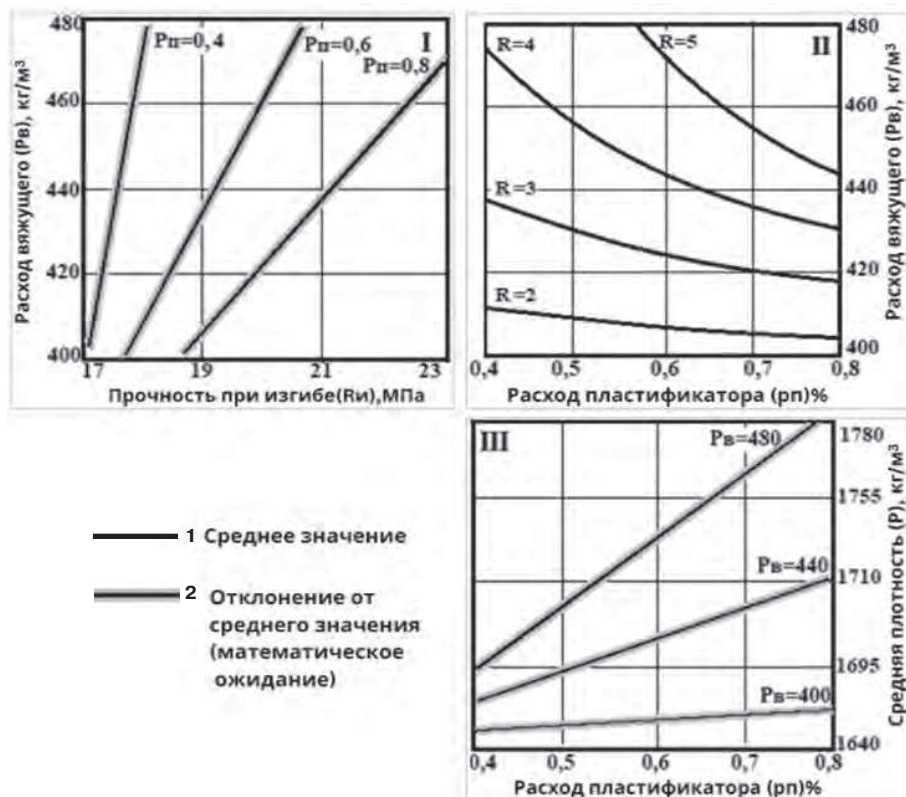 480
460
440
420
400
Расход вяжущего (Рв), кг/м³
Рп=0,4
Рп=0,6
Рп=0,8
I
17
19
21
23
Прочность при изгибе(Rи),МПа
R=4
R=5
R=3
R=2
II
480
460
440
420
400
Расход вяжущего (Рв), кг/м³
0,4
0,5
0,6
0,7
0,8
Расход пластификатора (рп)%
1 Среднее значение
2 Отклонение от
среднего значения
(математическое
ожидание)
III
Рв=480
Рв=440
Рв=400
1780
1755
1710
1695
1640
Средняя плотность (Р), кг/м³
0,4
0,5
0,6
0,7
0,8
Расход пластификатора (рп)%